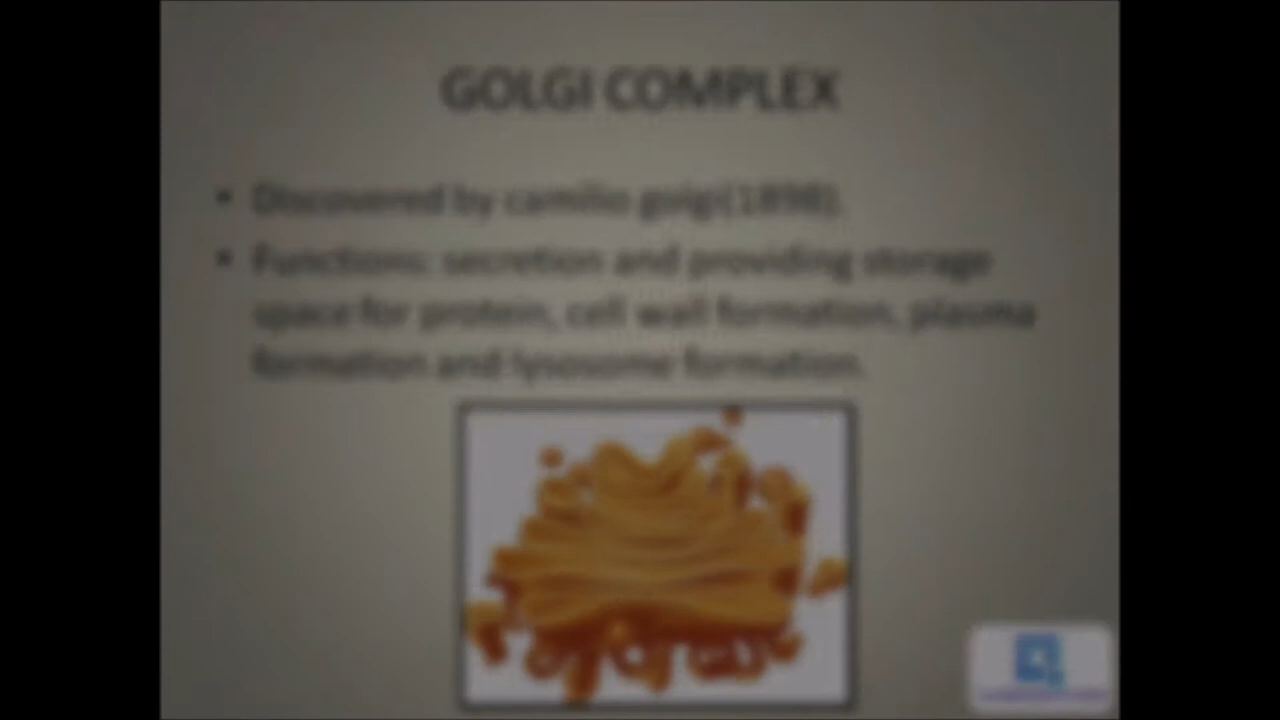 GOLGI COMPLEX
• Discovered by camilio golgi(1898).
• Functions: secretion and providing storage
space for protein, cell wall formation, plasma
formation and lysosome formation.